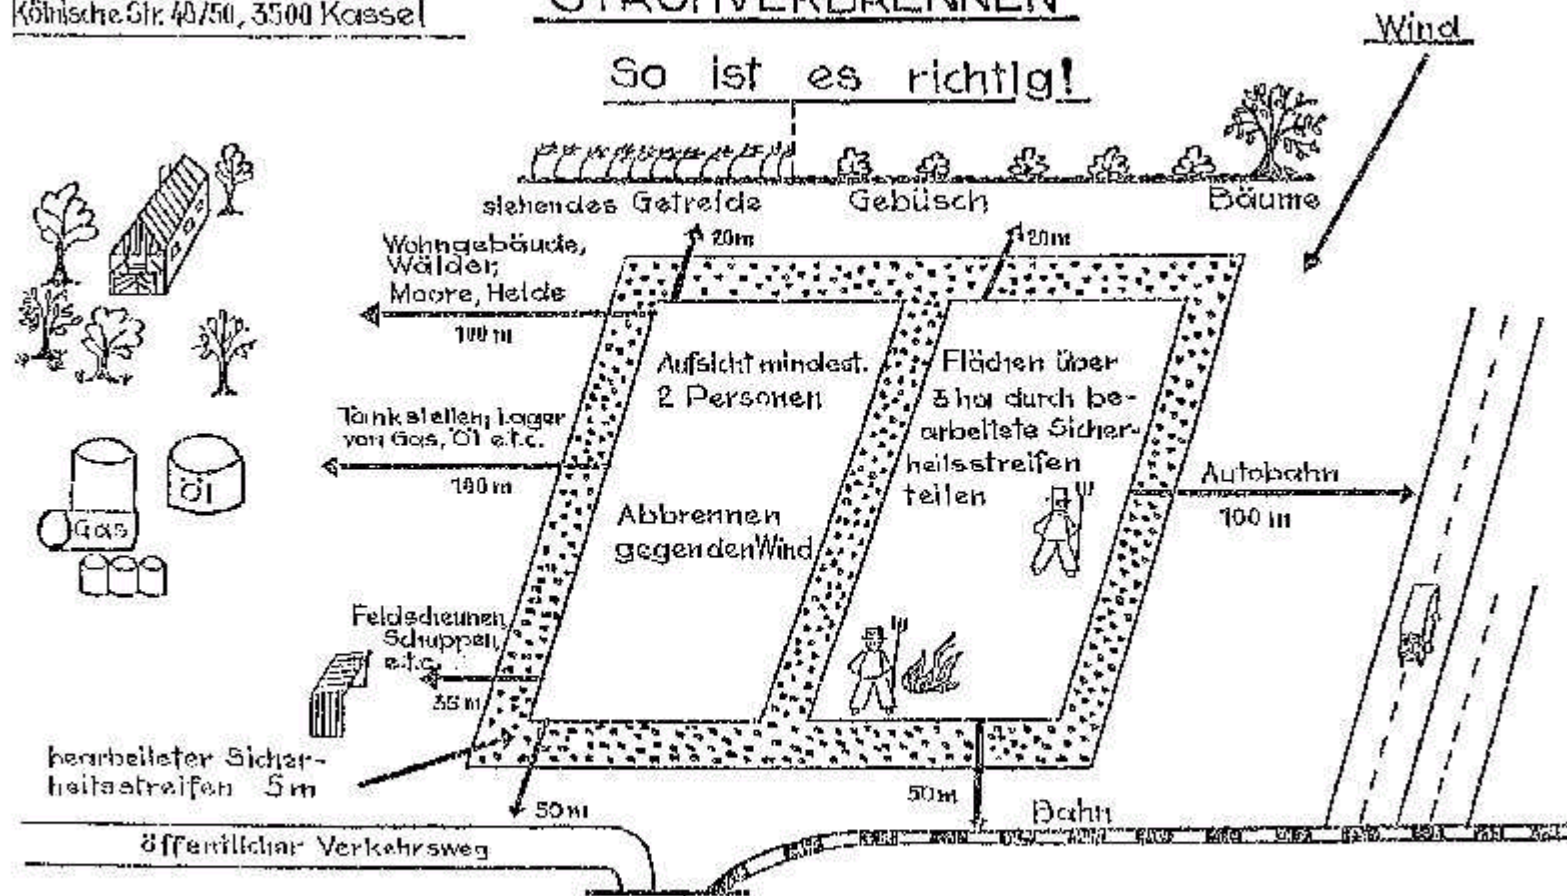 Kölnische Str. 48/50, 3500 Kassel
STROHVERBRENNEN
So ist es richtig!
Wind
stehendes Getreide
Gebüsch
Bäume
20m
20m
Wohngebäude,
Wälder,
Moore, Heide
100 m
Aufsicht mindest.
2 Personen
Flächen über
3 ha durch be-
arbeitete Sicher-
heitsstreifen
teilen
Tankstellen, Lager
von Gas, Öl e.t.c.
100 m
Öl
Gas
Autobahn
100 m
Abbrennen
gegen den Wind
Feldscheunen,
Schuppen,
e.t.c.
35 m
bearbeiteter Sicher-
heitsstreifen 5 m
50 m
50 m
Bahn
öffentlicher Verkehrsweg